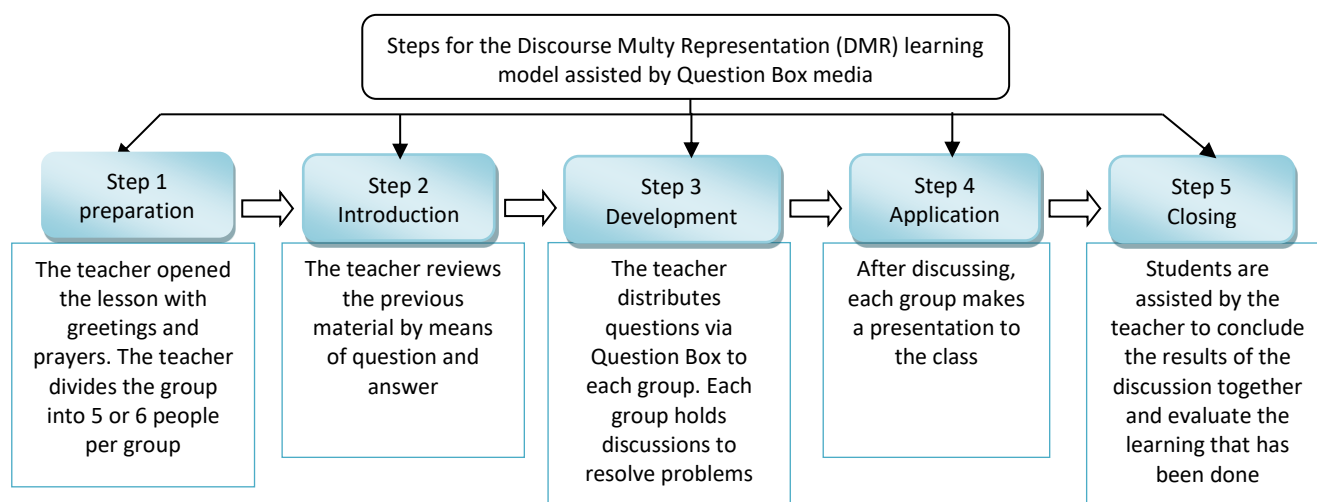 Steps for the Discourse Multy Representation (DMR) learning
model assisted by Question Box media
Step 1
preparation
Step 2
Introduction
Step 3
Development
Step 4
Application
Step 5
Closing
The teacher opened
the lesson with
greetings and
prayers. The teacher
divides the group
into 5 or 6 people
per group
The teacher reviews
the previous
material by means
of question and
answer
The teacher
distributes
questions via
Question Box to
each group. Each
group holds
discussions to
resolve problems
After discussing,
each group makes
a presentation to
the class
Students are
assisted by the
teacher to conclude
the results of the
discussion together
and evaluate the
learning that has
been done